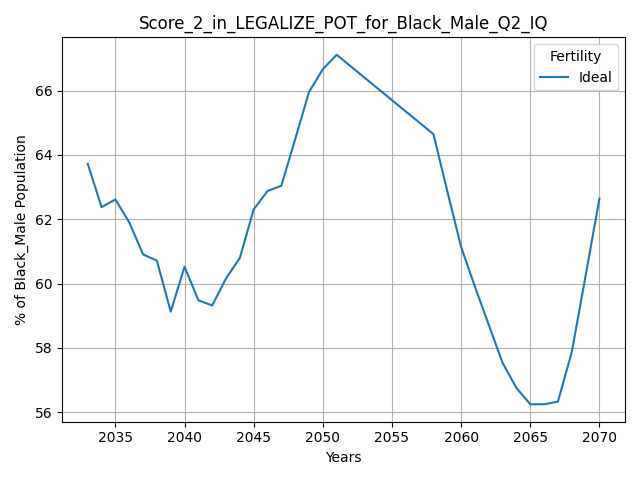 Score_2_in_LEGALIZE_POT_for_Black_Male_Q2_IQ
Fertility
Ideal
% of Black_Male Population
66
64
62
60
58
56
2035 2040 2045 2050 2055 2060 2065 2070
Years